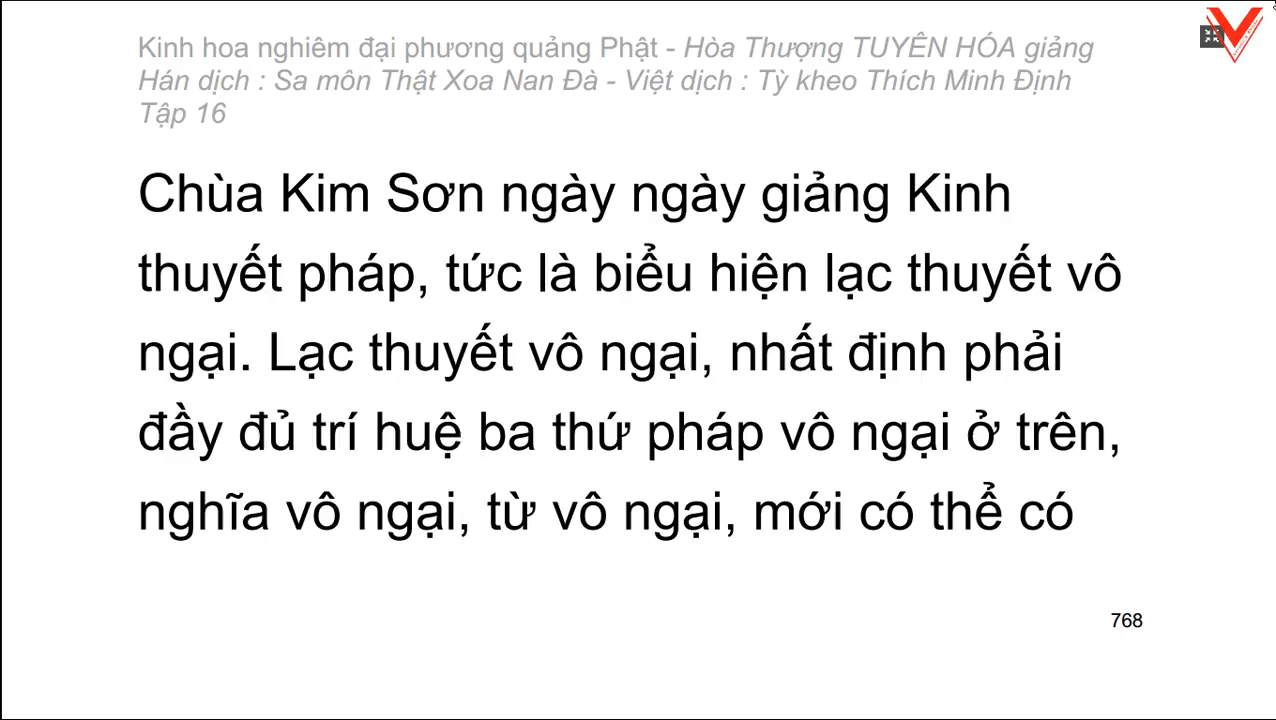 Kinh hoa nghiêm đại phương quảng Phật - Hòa Thượng TUYÊN HÓA giảng
Hán dịch : Sa môn Thật Xoa Nan Đà - Việt dịch : Tỳ kheo Thích Minh Định
Tập 16
Chùa Kim Sơn ngày ngày giảng Kinh
thuyết pháp, tức là biểu hiện lạc thuyết vô
ngại. Lạc thuyết vô ngại, nhất định phải
đầy đủ trí huệ ba thứ pháp vô ngại ở trên,
nghĩa vô ngại, từ vô ngại, mới có thể có
768